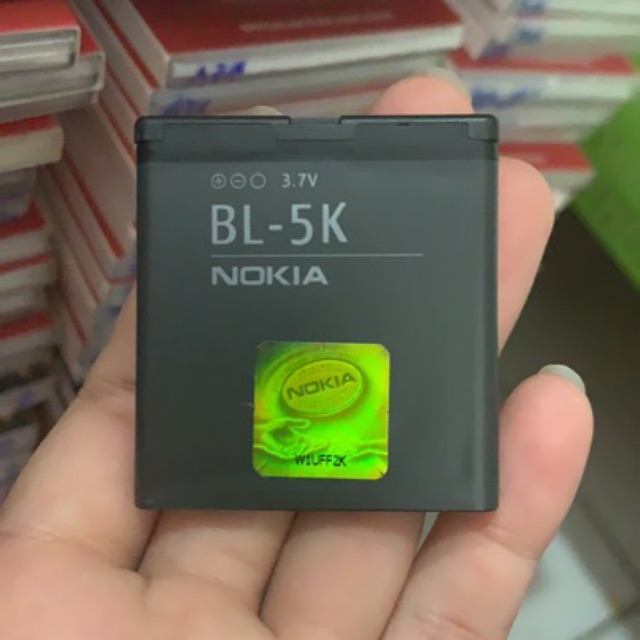 ⊕⊖○ 3.7V
BL-5K
NOKIA
NOKIA
W1UFF2K